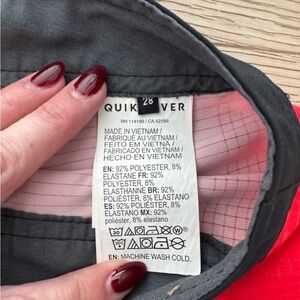 28
QUIK VER
RN 114199 / CA 52199
MADE IN VIETNAM /
FABRIQUÉ AU VIETNAM /
FEITO EM VIETNÃ /
FABRICADO EN VIETNAM /
HECHO EN VIETNAM
EN: 92% POLYESTER, 8%
ELASTANE FR: 92%
POLYESTER, 8%
ELASTHANNE BR: 92%
POLIÉSTER, 8% ELASTANO
ES: 92% POLIÉSTER, 8%
ELASTANO MX: 92%
poliéster, 8% elastano
EN: MACHINE WASH COLD.